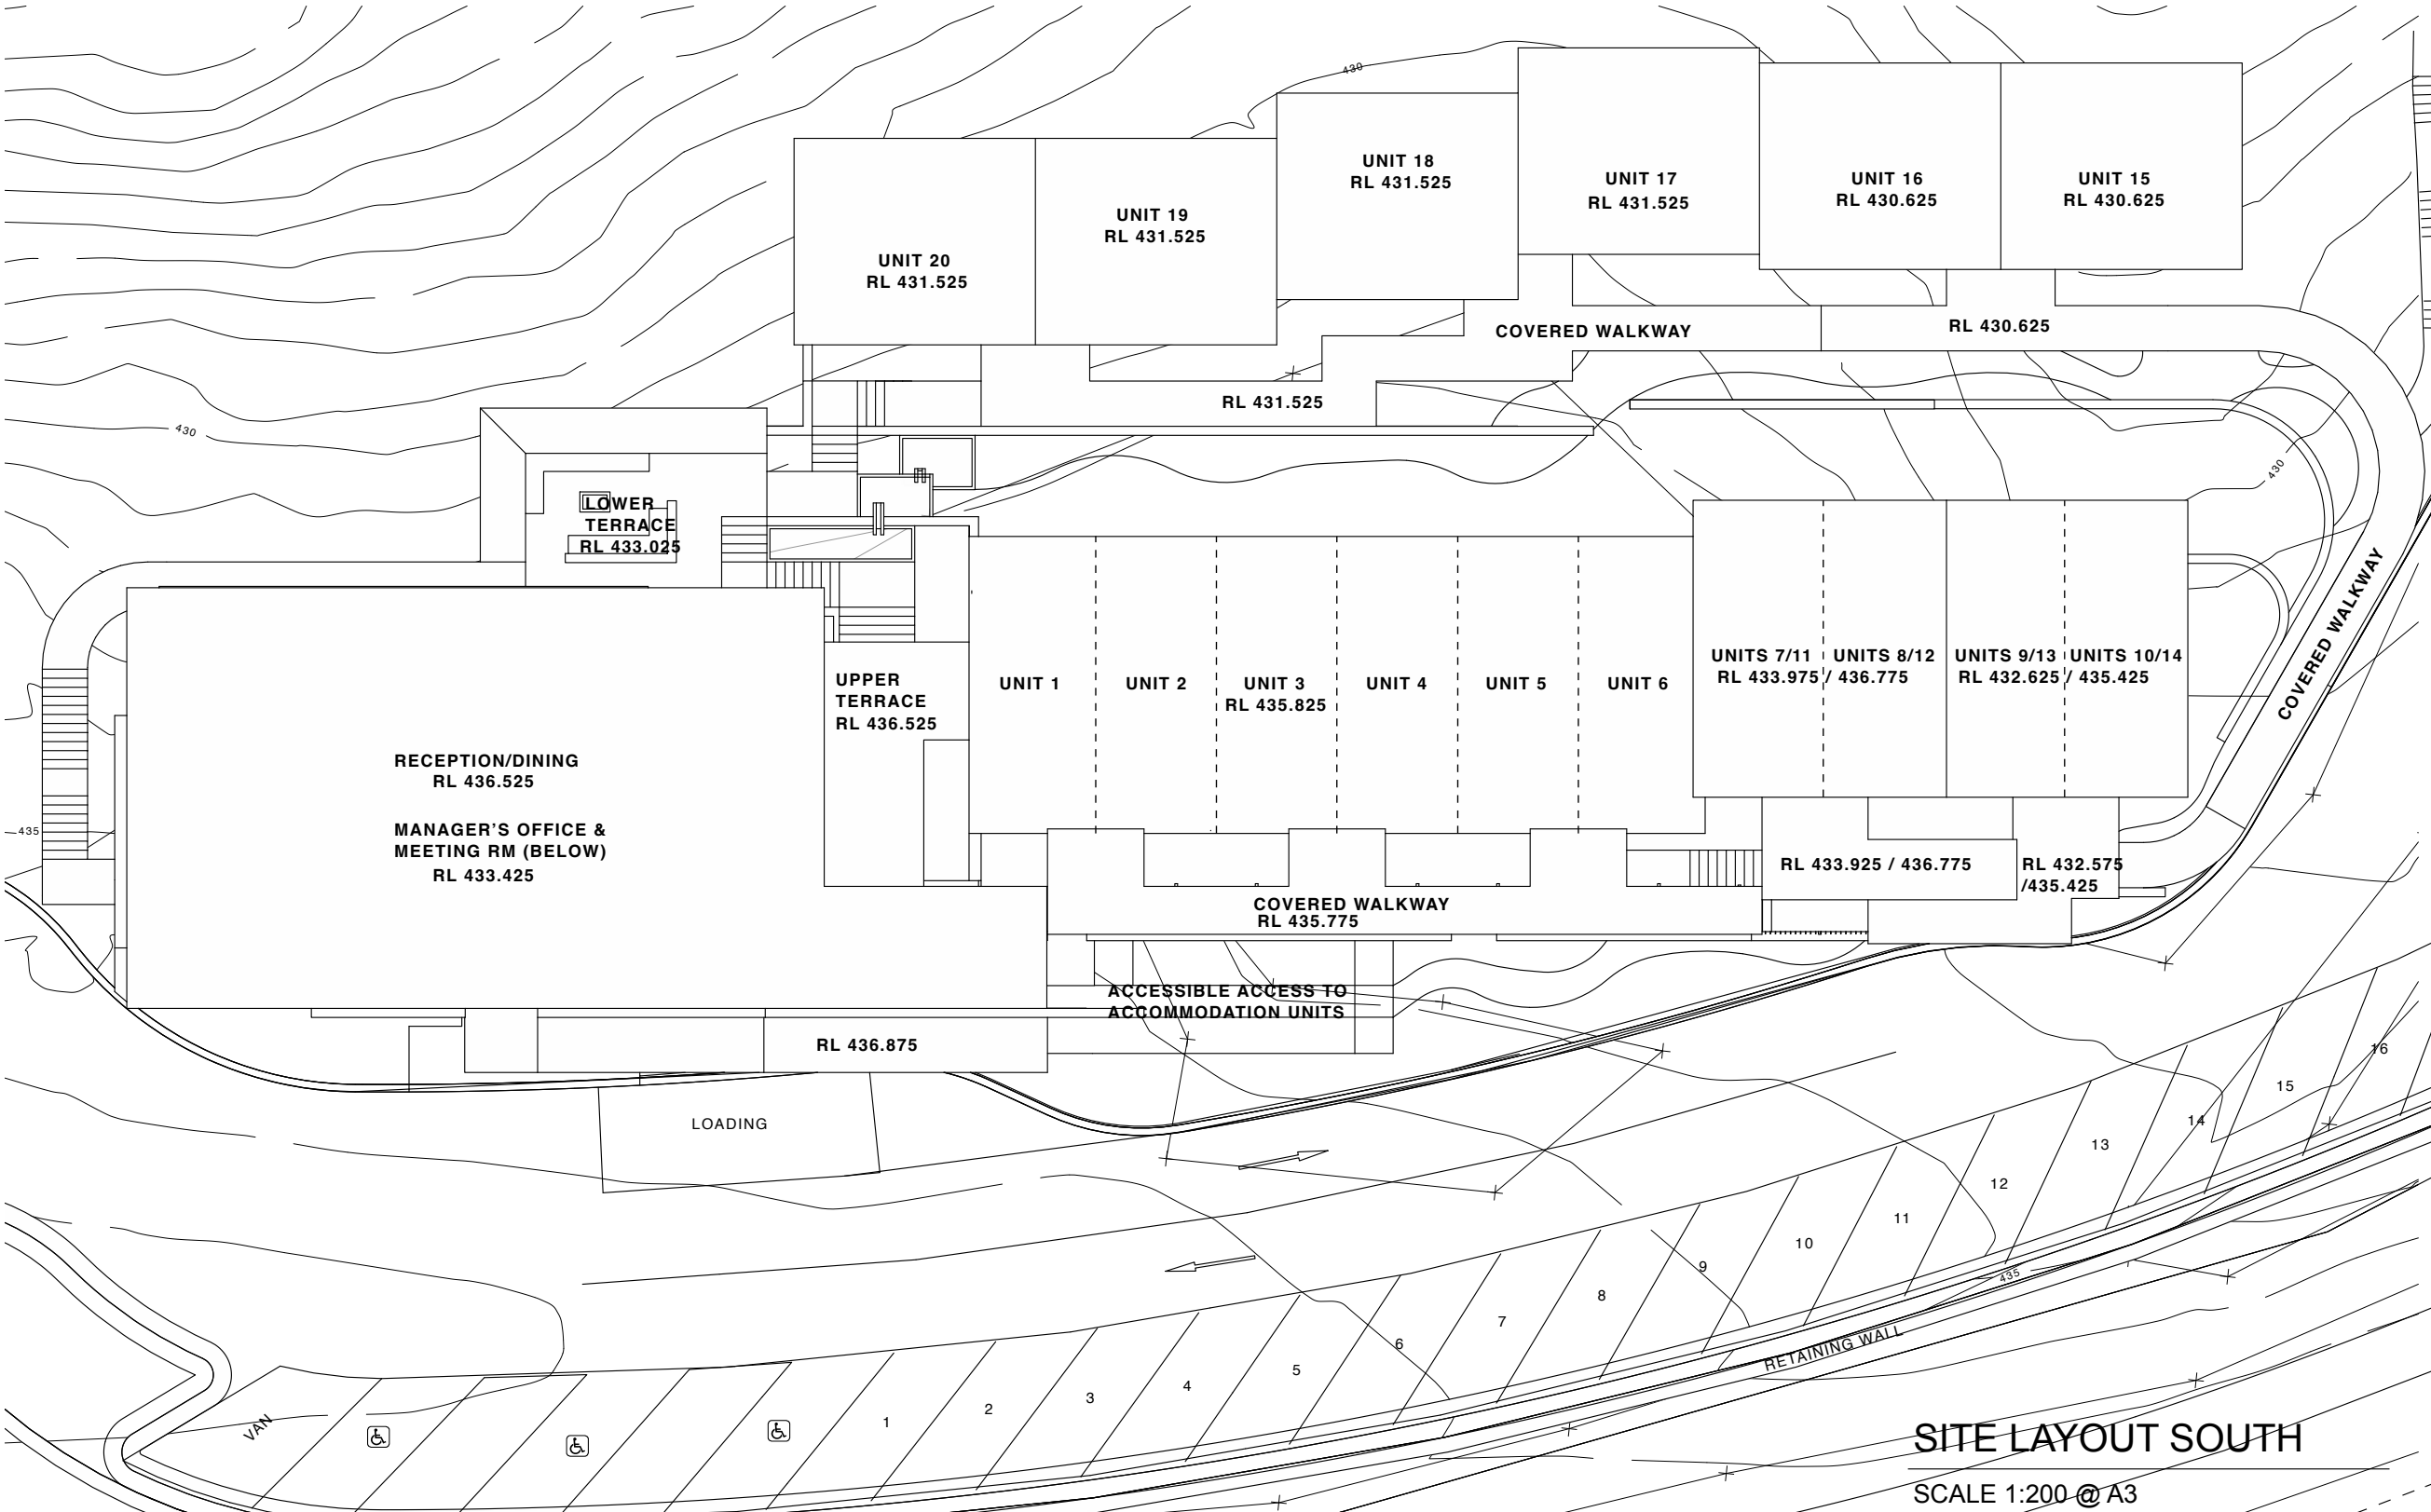 430
UNIT 18
RL 431.525
UNIT 17
RL 431.525
UNIT 16
RL 430.625
UNIT 15
RL 430.625
UNIT 19
RL 431.525
UNIT 20
RL 431.525
COVERED WALKWAY
RL 430.625
RL 431.525
430
430
LOWER
TERRACE
RL 433.025
COVERED WALKWAY
UNITS 7/11
UNITS 8/12
RL 433.975 / 436.775
UNITS 9/13
UNITS 10/14
RL 432.625 / 435.425
UPPER
TERRACE
RL 436.525
UNIT 1
UNIT 2
UNIT 3
RL 435.825
UNIT 4
UNIT 5
UNIT 6
RECEPTION/DINING
RL 436.525
MANAGER'S OFFICE &
MEETING RM (BELOW)
RL 433.425
435
RL 433.925 / 436.775
RL 432.575
/435.425
COVERED WALKWAY
RL 435.775
ACCESSIBLE ACCESS TO
ACCOMMODATION UNITS
RL 436.875
LOADING
16
15
14
13
12
11
10
9
8
7
6
5
4
3
2
1
VAN
435
RETAINING WALL
SITE LAYOUT SOUTH
SCALE 1:200 @ A3